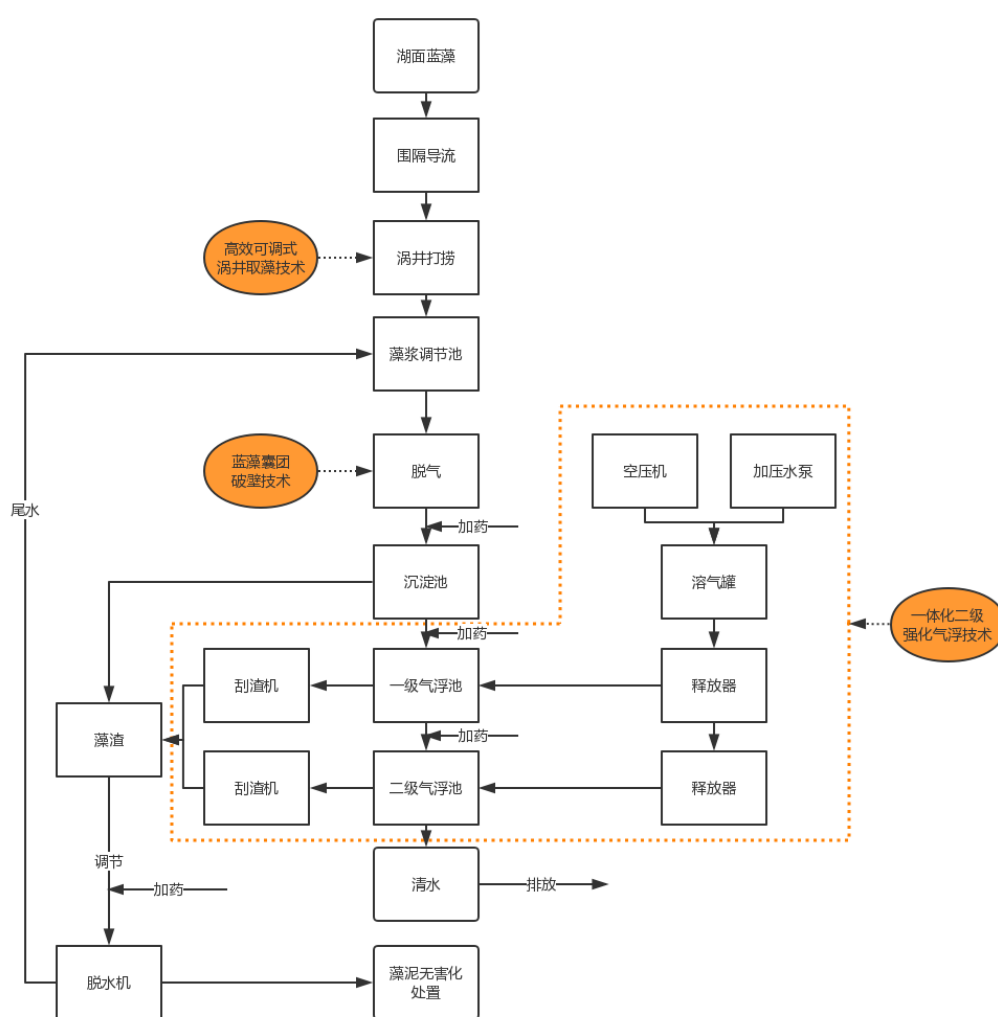 湖面蓝藻
围隔导流
高效可调式
涡井取藻技术
涡井打捞
藻浆调节池
蓝藻囊团
破壁技术
脱气
空压机
加压水泵
尾水
加药
沉淀池
溶气罐
一体化二级
强化气浮技术
加药
刮渣机
一级气浮池
释放器
藻渣
加药
刮渣机
二级气浮池
释放器
调节
加药
清水
排放
脱水机
藻泥无害化
处置